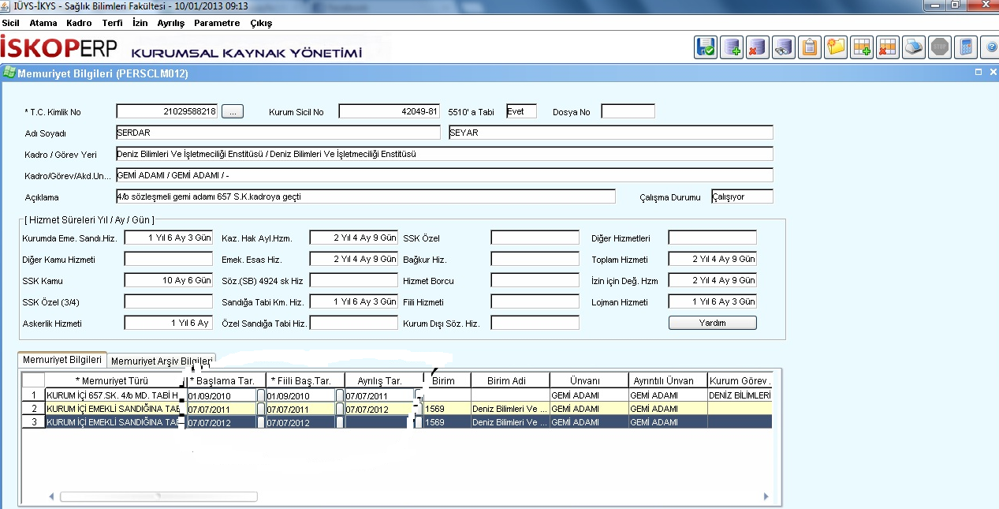 İÜYS-İKYS - Sağlık Bilimleri Fakültesi - 10/01/2013 09:13
Sicil Atama Kadro Terfi İzin Ayrılış Parametre Çıkış
İSKOPERP KURUMSAL KAYNAK YÖNETİMİ
Memuriyet Bilgileri (PERSCLM012)
* T.C. Kimlik No 21029588218 ... Kurum Sicil No 42049-81 5510' a Tabi Evet Dosya No
Adı Soyadı SERDAR SEYAR
Kadro / Görev Yeri Deniz Bilimleri Ve İşletmeciliği Enstitüsü / Deniz Bilimleri Ve İşletmeciliği Enstitüsü
Kadro/Görev/Akd.Un... GEMİ ADAMI / GEMİ ADAMI / -
Açıklama 4/b sözleşmeli gemi adamı 657 S.K.kadroya geçti Çalışma Durumu Çalışıyor
[ Hizmet Süreleri Yıl / Ay / Gün ]
Kurumda Eme. Sandı.Hiz. 1 Yıl 6 Ay 3 Gün Kaz. Hak Ayl.Hzm. 2 Yıl 4 Ay 9 Gün SSK Özel Diğer Hizmetleri
Diğer Kamu Hizmeti Emek. Esas Hiz. 2 Yıl 4 Ay 9 Gün Bağkur Hiz. Toplam Hizmeti 2 Yıl 4 Ay 9 Gün
SSK Kamu 10 Ay 6 Gün Söz.(SB) 4924 sk Hiz Hizmet Borcu İzin için Değ. Hzm 2 Yıl 4 Ay 9 Gün
SSK Özel (3/4) Sandığa Tabi Km. Hiz. 1 Yıl 6 Ay 3 Gün Fiili Hizmeti Lojman Hizmeti 1 Yıl 6 Ay 3 Gün
Askerlik Hizmeti 1 Yıl 6 Ay Özel Sandığa Tabi Hiz. Kurum Dışı Söz. Hiz. Yardım
Memuriyet Bilgileri Memuriyet Arşiv Bilgileri
* Memuriyet Türü * Başlama Tar. * Fiili Baş.Tar. Ayrılış Tar. Birim Birim Adi Ünvanı Ayrıntılı Ünvan Kurum Görev .
1 KURUM İÇİ 657 SK. 4/b MD. TABİ H 01/09/2010 01/09/2010 07/07/2011 GEMİ ADAMI GEMİ ADAMI DENİZ BİLİMLERİ
2 KURUM İÇİ EMEKLİ SANDIĞINA TAB 07/07/2011 07/07/2011 07/07/2012 1569 Deniz Bilimleri Ve ... GEMİ ADAMI GEMİ ADAMI
3 KURUM İÇİ EMEKLİ SANDIĞINA TAB 07/07/2012 07/07/2012 1569 Deniz Bilimleri Ve ... GEMİ ADAMI GEMİ ADAMI